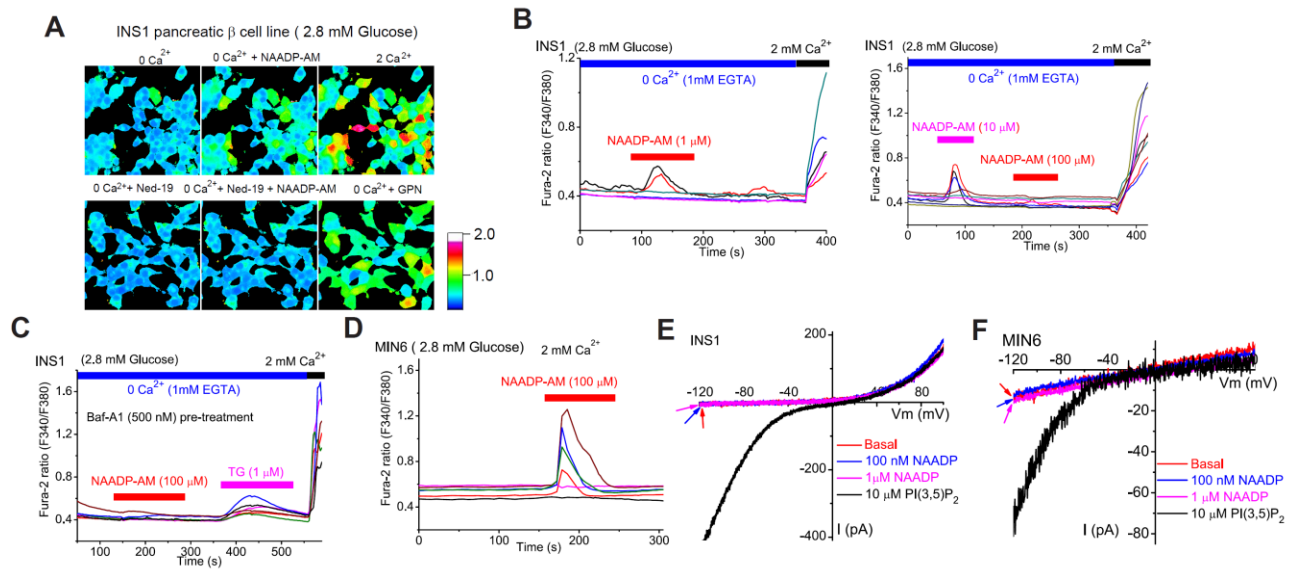 A
INS1 pancreatic β cell line ( 2.8 mM Glucose)
0 Ca²⁺
0 Ca²⁺ + NAADP-AM
2 Ca²⁺
0 Ca²⁺+ Ned-19
0 Ca²⁺+ Ned-19 + NAADP-AM
0 Ca²⁺+ GPN
2.0
1.0
B
INS1 (2.8 mM Glucose)
2 mM Ca²⁺
0 Ca²⁺ (1mM EGTA)
NAADP-AM (1 μM)
Fura-2 ratio (F340/F380)
1.2
0.8
0.4
0 100 200 300 400
Time (s)
INS1 (2.8 mM Glucose)
2 mM Ca²⁺
0 Ca²⁺ (1mM EGTA)
NAADP-AM (10 μM)
NAADP-AM (100 μM)
Fura-2 ratio (F340/F380)
1.6
1.2
0.8
0.4
0 100 200 300 400
Time (s)
C
INS1 (2.8 mM Glucose)
2 mM Ca²⁺
0 Ca²⁺ (1mM EGTA)
Baf-A1 (500 nM) pre-treatment
NAADP-AM (100 μM)
TG (1 μM)
Fura-2 ratio (F340/F380)
1.6
1.2
0.8
0.4
100 200 300 400 500
Time (s)
D
MIN6 ( 2.8 mM Glucose)
2 mM Ca²⁺
NAADP-AM (100 μM)
Fura-2 ratio (F340/F380)
1.6
1.2
0.8
0.4
0 100 200 300
Time (s)
E
INS1
200
-120 -80 -40 40 80
Vm (mV)
-200
-400
I (pA)
Basal
100 nM NAADP
1μM NAADP
10 μM PI(3,5)P₂
F
MIN6
-120 -80 -40 0
Vm (mV)
-20
-40
-60
-80
I (pA)
Basal
100 nM NAADP
1 μM NAADP
10 μM PI(3,5)P₂